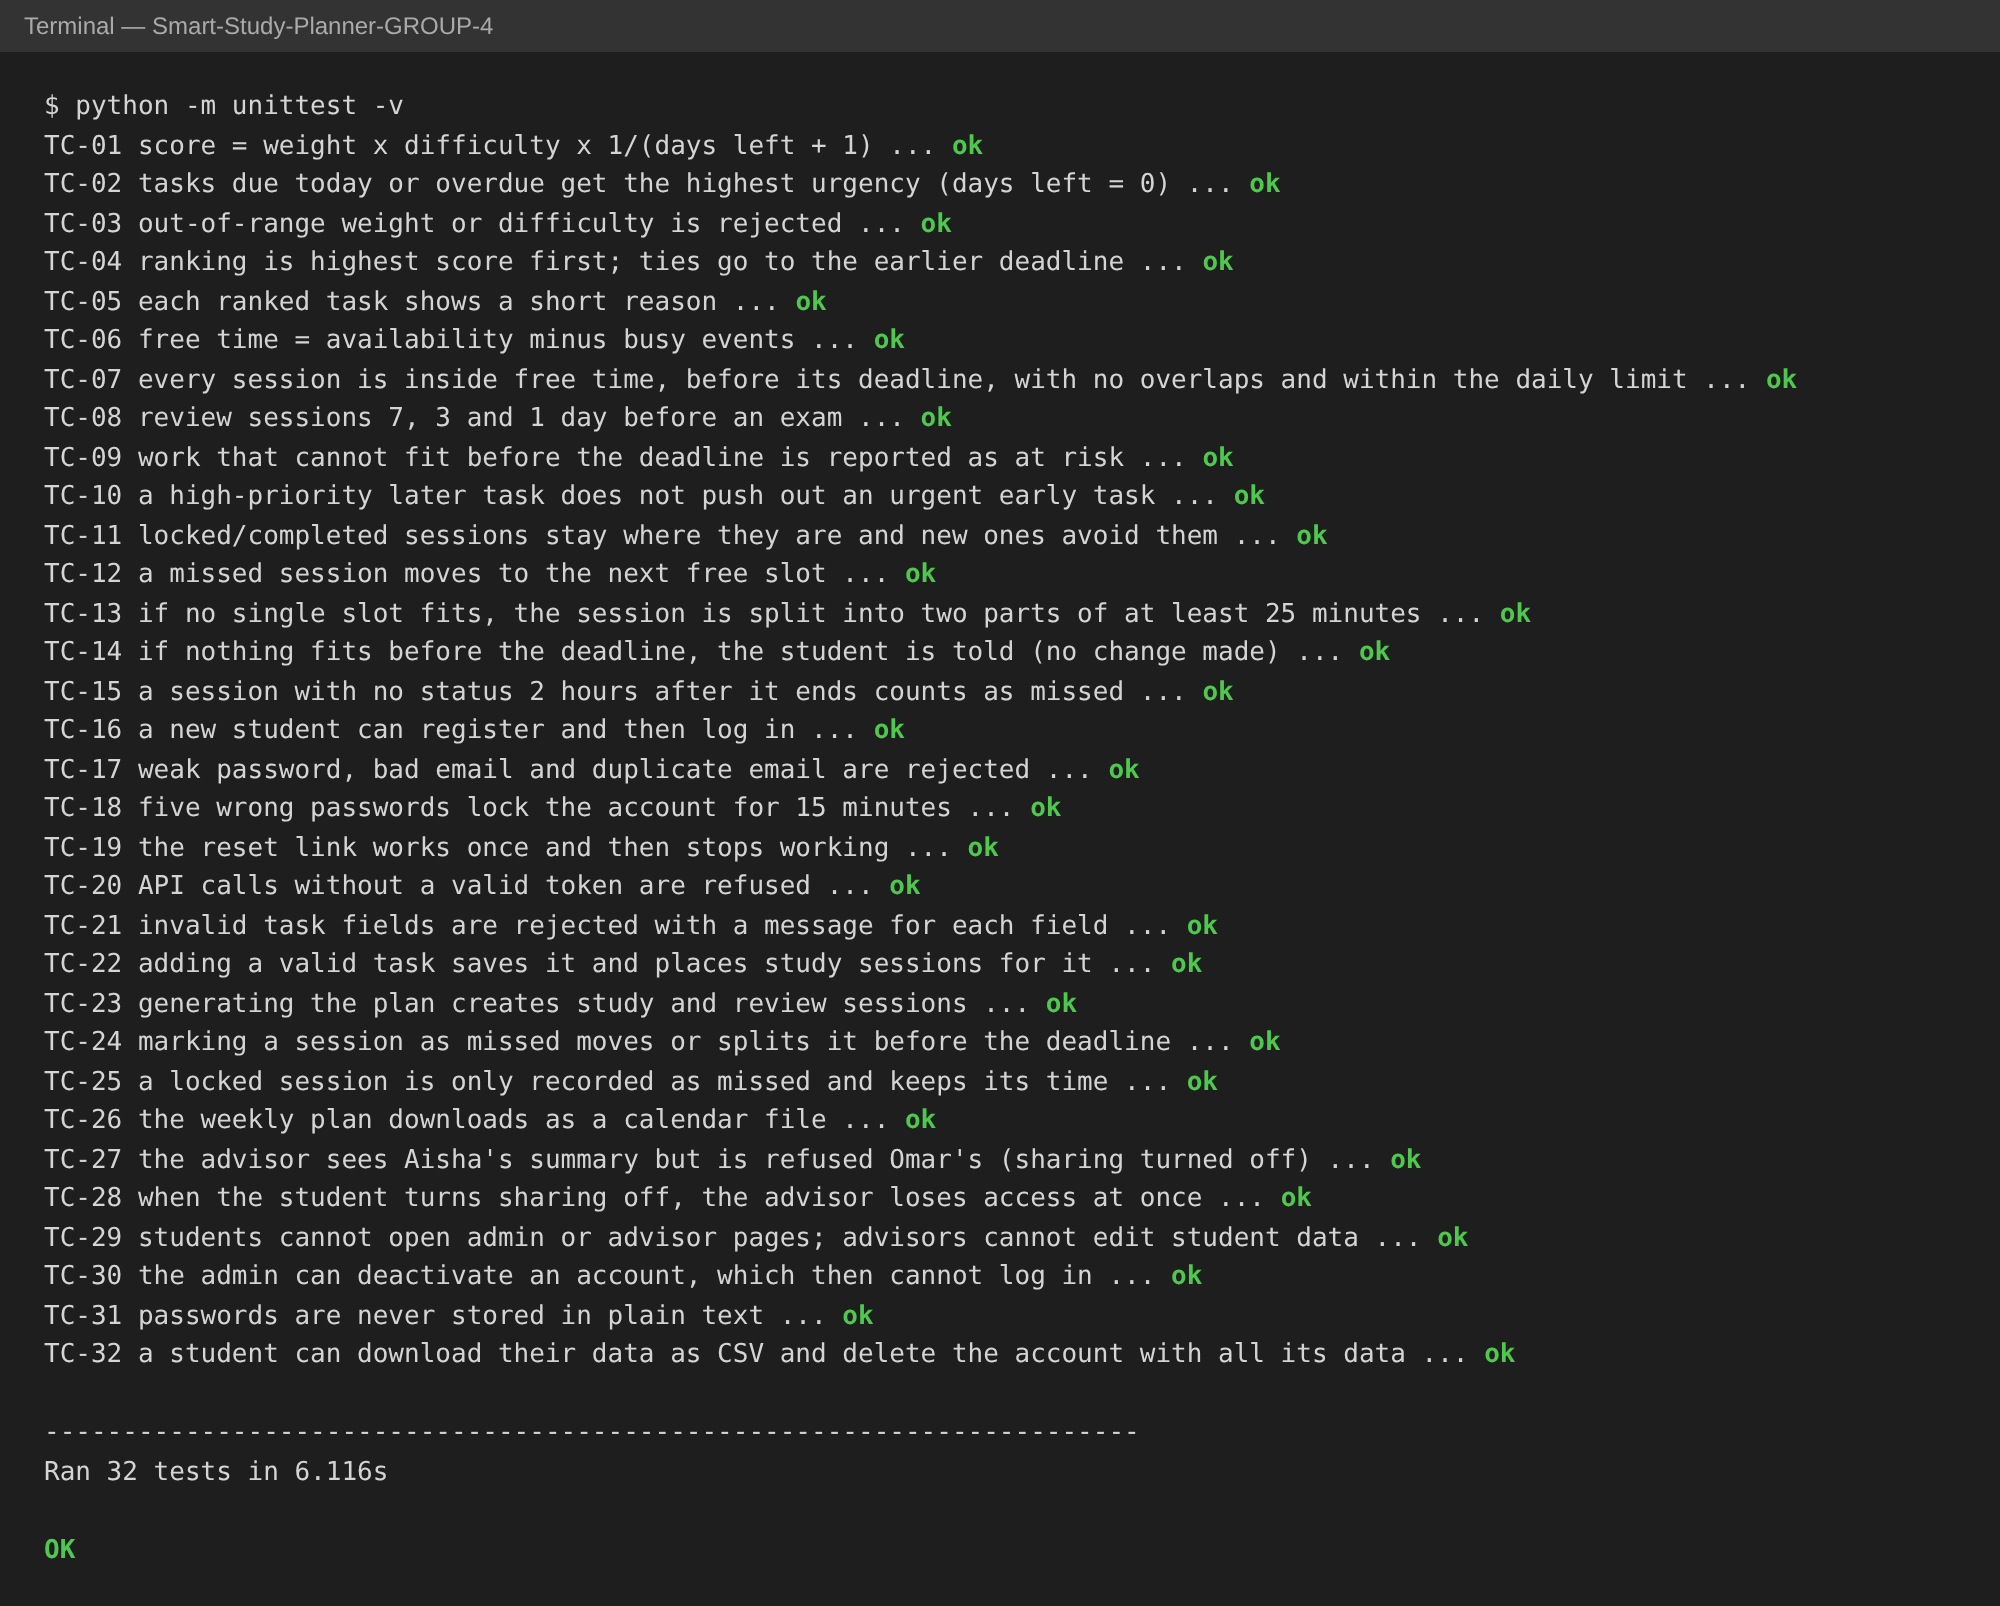 Terminal — Smart-Study-Planner-GROUP-4
$ python -m unittest -v
TC-01 score = weight x difficulty x 1/(days left + 1) ... ok
TC-02 tasks due today or overdue get the highest urgency (days left = 0) ... ok
TC-03 out-of-range weight or difficulty is rejected ... ok
TC-04 ranking is highest score first; ties go to the earlier deadline ... ok
TC-05 each ranked task shows a short reason ... ok
TC-06 free time = availability minus busy events ... ok
TC-07 every session is inside free time, before its deadline, with no overlaps and within the daily limit ... ok
TC-08 review sessions 7, 3 and 1 day before an exam ... ok
TC-09 work that cannot fit before the deadline is reported as at risk ... ok
TC-10 a high-priority later task does not push out an urgent early task ... ok
TC-11 locked/completed sessions stay where they are and new ones avoid them ... ok
TC-12 a missed session moves to the next free slot ... ok
TC-13 if no single slot fits, the session is split into two parts of at least 25 minutes ... ok
TC-14 if nothing fits before the deadline, the student is told (no change made) ... ok
TC-15 a session with no status 2 hours after it ends counts as missed ... ok
TC-16 a new student can register and then log in ... ok
TC-17 weak password, bad email and duplicate email are rejected ... ok
TC-18 five wrong passwords lock the account for 15 minutes ... ok
TC-19 the reset link works once and then stops working ... ok
TC-20 API calls without a valid token are refused ... ok
TC-21 invalid task fields are rejected with a message for each field ... ok
TC-22 adding a valid task saves it and places study sessions for it ... ok
TC-23 generating the plan creates study and review sessions ... ok
TC-24 marking a session as missed moves or splits it before the deadline ... ok
TC-25 a locked session is only recorded as missed and keeps its time ... ok
TC-26 the weekly plan downloads as a calendar file ... ok
TC-27 the advisor sees Aisha's summary but is refused Omar's (sharing turned off) ... ok
TC-28 when the student turns sharing off, the advisor loses access at once ... ok
TC-29 students cannot open admin or advisor pages; advisors cannot edit student data ... ok
TC-30 the admin can deactivate an account, which then cannot log in ... ok
TC-31 passwords are never stored in plain text ... ok
TC-32 a student can download their data as CSV and delete the account with all its data ... ok
----------------------------------------------------------------------
Ran 32 tests in 6.116s
OK